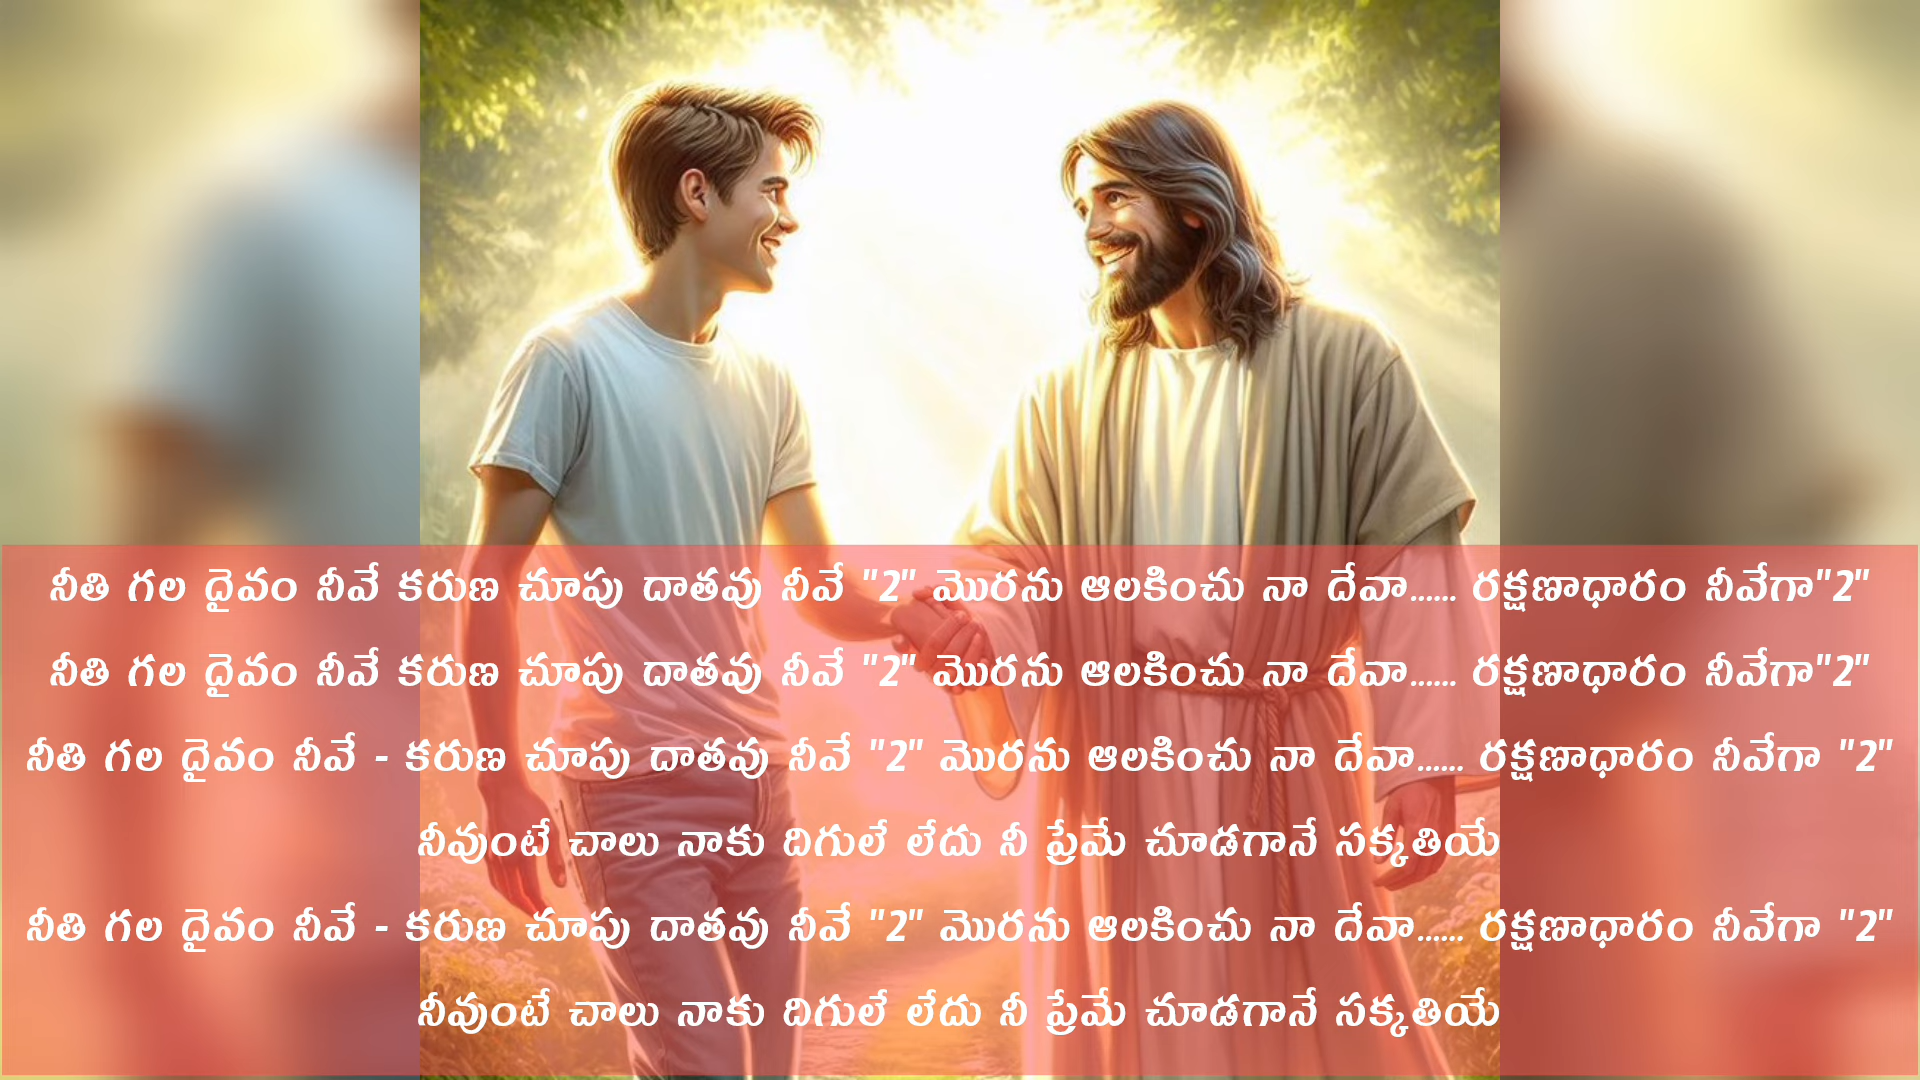 నీతి గల దైవం నీవే కరుణ చూపు దాతవు నీవే "2" మొరను ఆలకించు నా దేవా...... రక్షణాధారం నీవేగా"2"
నీతి గల దైవం నీవే కరుణ చూపు దాతవు నీవే "2" మొరను ఆలకించు నా దేవా...... రక్షణాధారం నీవేగా"2"
నీతి గల దైవం నీవే - కరుణ చూపు దాతవు నీవే "2" మొరను ఆలకించు నా దేవా...... రక్షణాధారం నీవేగా "2"
నీవుంటే చాలు నాకు దిగులే లేదు నీ ప్రేమే చూడగానే సక్కతియే
నీతి గల దైవం నీవే - కరుణ చూపు దాతవు నీవే "2" మొరను ఆలకించు నా దేవా...... రక్షణాధారం నీవేగా "2"
నీవుంటే చాలు నాకు దిగులే లేదు నీ ప్రేమే చూడగానే సక్కతియే